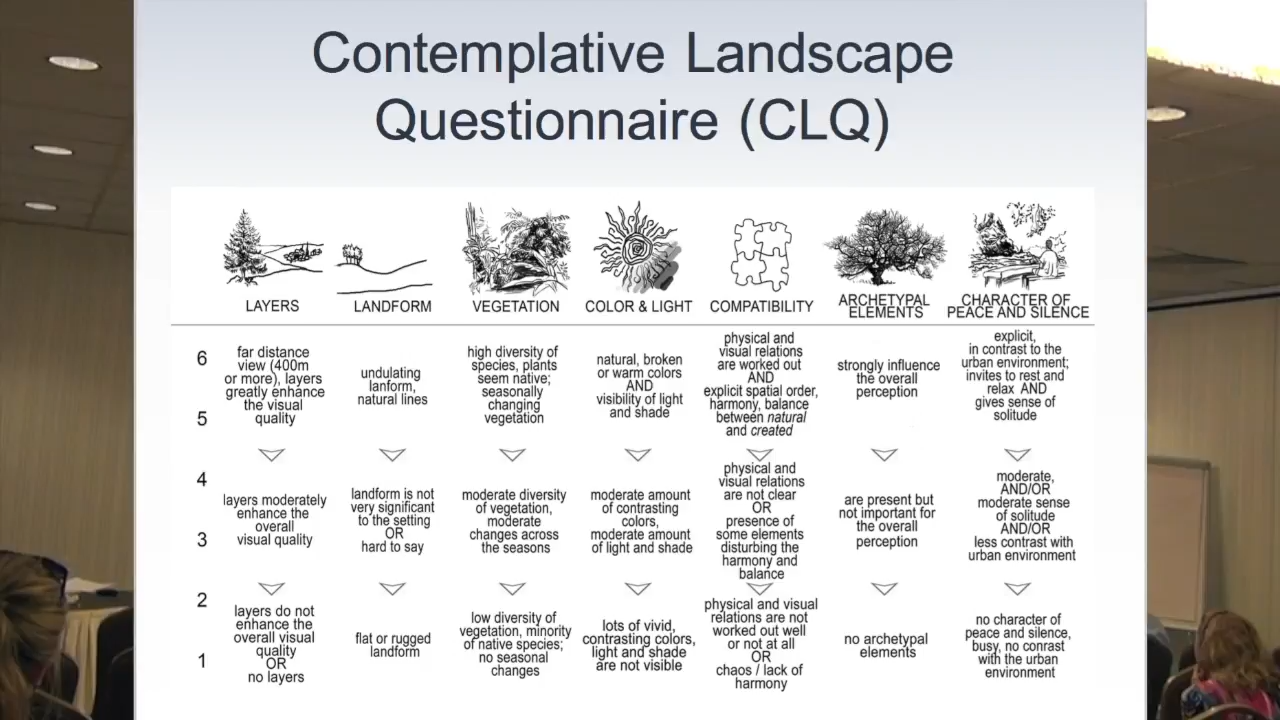 Contemplative Landscape
Questionnaire (CLQ)
LAYERS
LANDFORM
VEGETATION
COLOR & LIGHT
COMPATIBILITY
ARCHETYPAL
ELEMENTS
CHARACTER OF
PEACE AND SILENCE
6
5
far distance
view (400m
or more), layers
greatly enhance
the visual
quality
undulating
lanform,
natural lines
high diversity of
species, plants
seem native;
seasonally
changing
vegetation
natural, broken
or warm colors
AND
visibility of light
and shade
physical and
visual relations
are worked out
AND
explicit spatial order,
harmony, balance
between natural
and created
strongly influence
the overall
perception
explicit,
in contrast to the
urban environment;
invites to rest and
relax AND
gives sense of
solitude
4
3
layers moderately
enhance the
overall
visual quality
landform is not
very significant
to the setting
OR
hard to say
moderate diversity
of vegetation,
moderate
changes across
the seasons
moderate amount
of contrasting
colors,
moderate amount
of light and shade
physical and
visual relations
are not clear
OR
presence of
some elements
disturbing the
harmony and
balance
are present but
not important for
the overall
perception
moderate,
AND/OR
moderate sense
of solitude
AND/OR
less contrast with
urban environment
2
1
layers do not
enhance the
overall visual
quality
OR
no layers
flat or rugged
landform
low diversity of
vegetation, minority
of native species;
no seasonal
changes
lots of vivid,
contrasting colors,
light and shade
are not visible
physical and visual
relations are not
worked out well
or not at all
OR
chaos / lack of
harmony
no archetypal
elements
no character of
peace and silence,
busy, no contrast
with the urban
environment